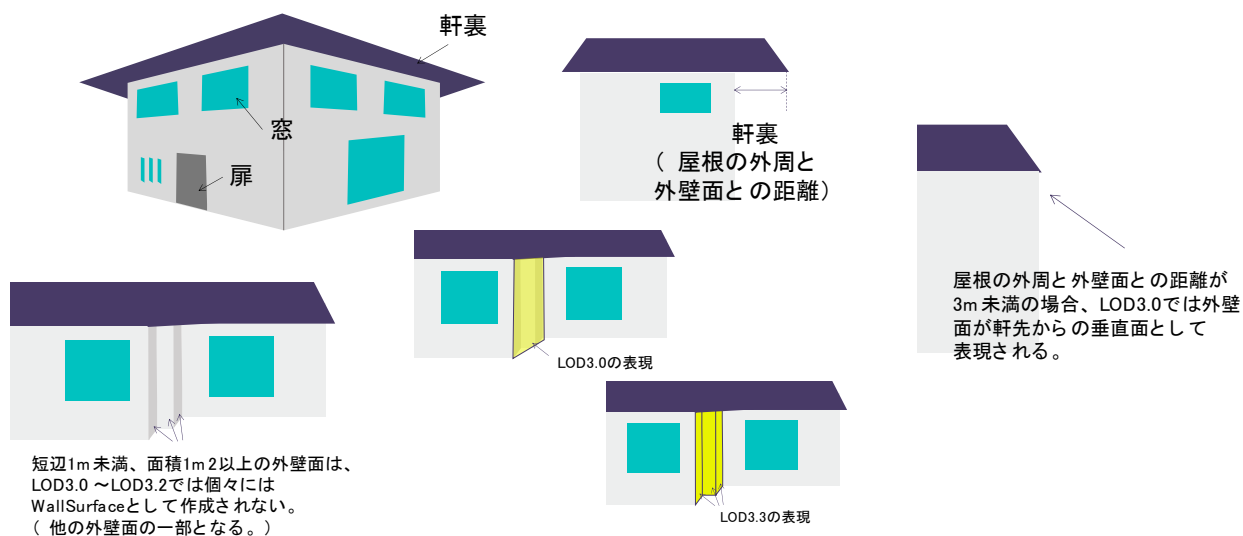 軒裏
窓
扉
軒裏
( 屋根の外周と
外壁面との距離)
屋根の外周と外壁面との距離が
3m未満の場合、LOD3.0では外壁
面が軒先からの垂直面として
表現される。
LOD3.0の表現
短辺1m未満、面積1m2以上の外壁面は、
LOD3.0 ～LOD3.2では個々には
WallSurfaceとして作成されない。
( 他の外壁面の一部となる。)
LOD3.3の表現